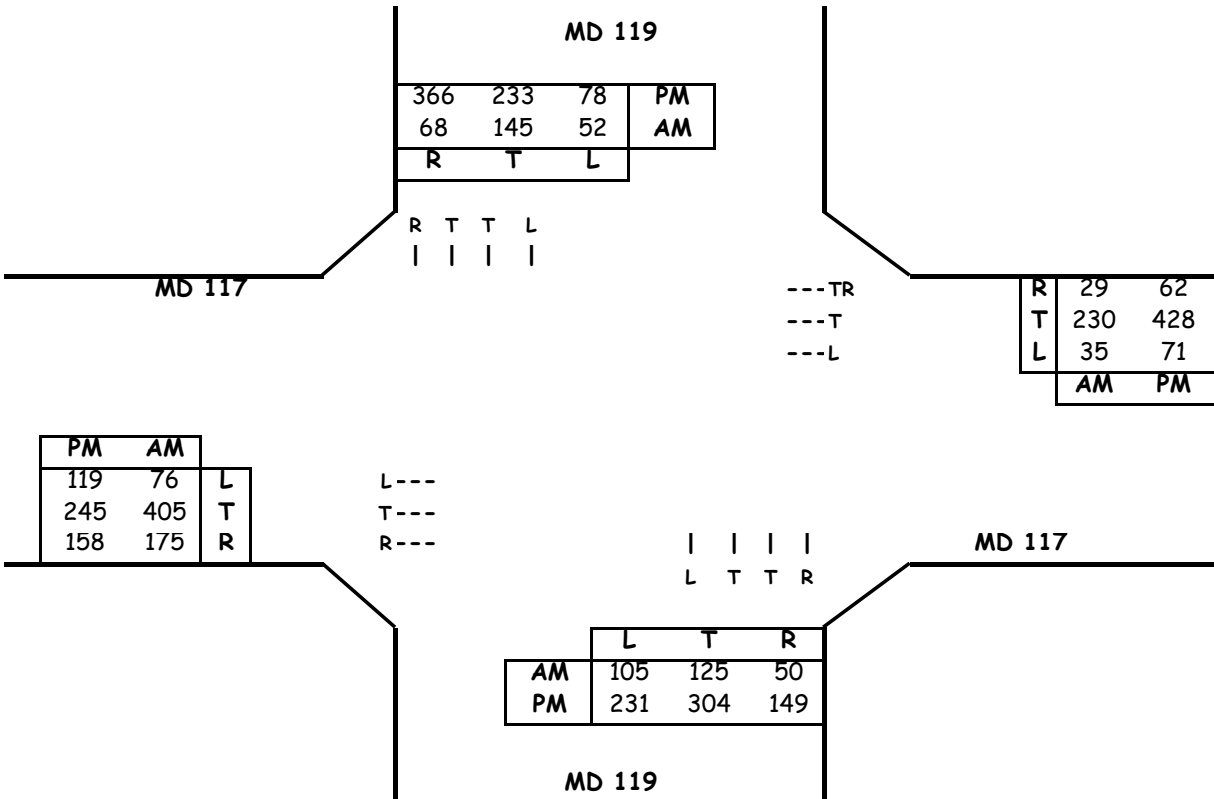 MD 119
366 233 78 PM
68 145 52 AM
R T L
R T T L
MD 117
---TR
---T
---L
R 29 62
T 230 428
L 35 71
AM PM
PM AM
119 76 L
245 405 T
158 175 R
L---
T---
R---
L T T R
MD 117
L T R
AM 105 125 50
PM 231 304 149
MD 119